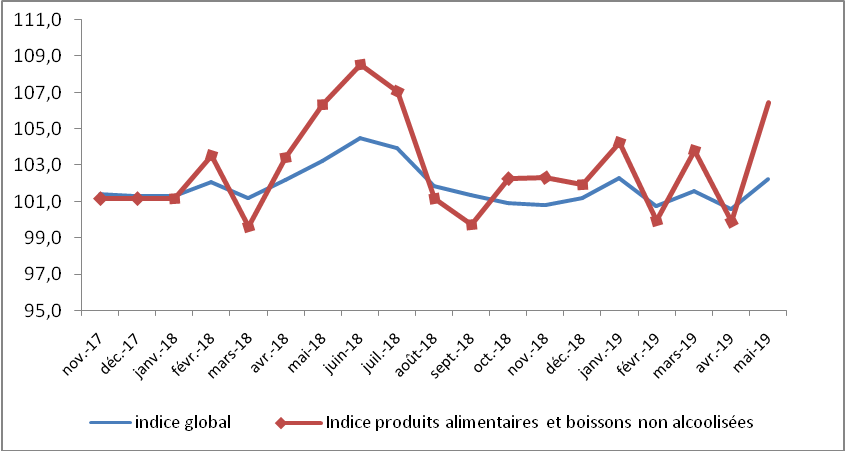 111,0
109,0
107,0
105,0
103,0
101,0
99,0
97,0
95,0
nov.-17
déc.-17
janv.-18
févr.-18
mars-18
avr.-18
mai-18
juin-18
juil.-18
août-18
sept.-18
oct.-18
nov.-18
déc.-18
janv.-19
févr.-19
mars-19
avr.-19
mai-19
indice global
Indice produits alimentaires et boissons non alcoolisées